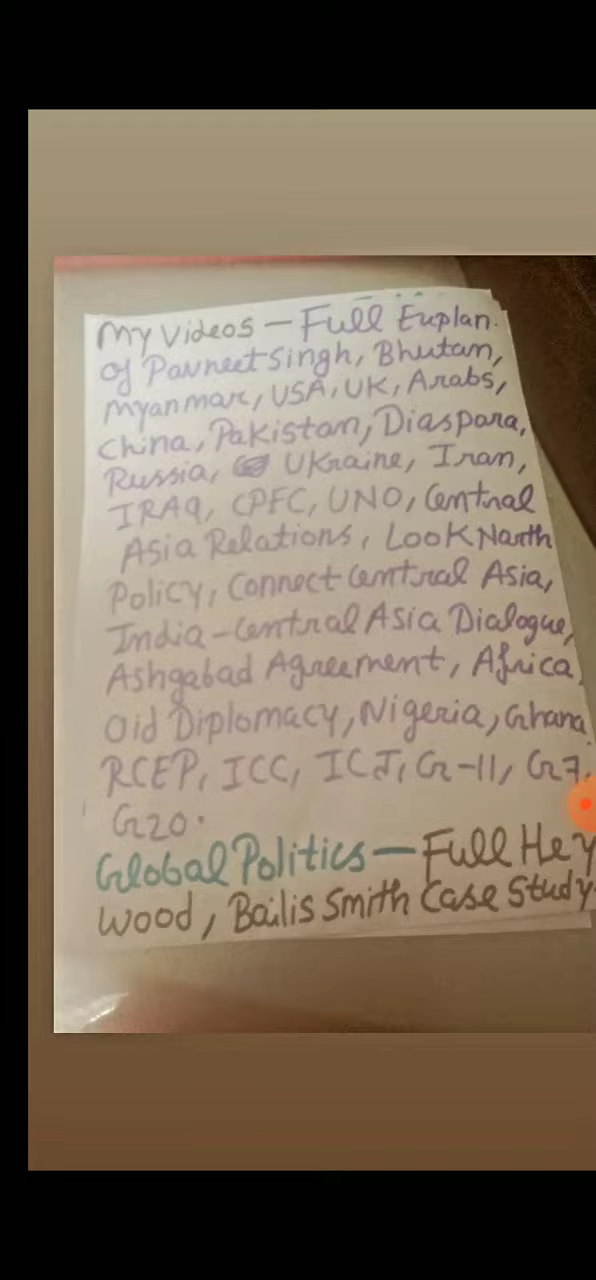 My Videos - Full Explan.
of Pavneet Singh, Bhutan,
Myanmar, USA, UK, Arabs,
China, Pakistan, Diaspara,
Russia, Ukraine, Iran,
IRAQ, CPFC, UNO, Central
Asia Relations, Look North
Policy, Connect Central Asia,
India-Central Asia Dialogue,
Ashgabad Agreement, Africa,
Oid Diplomacy, Nigeria, Ghana,
RCEP, ICC, ICJ, G-11, G7,
G20.
Global Politics - Full Hey
wood, Bailis Smith Case Study.